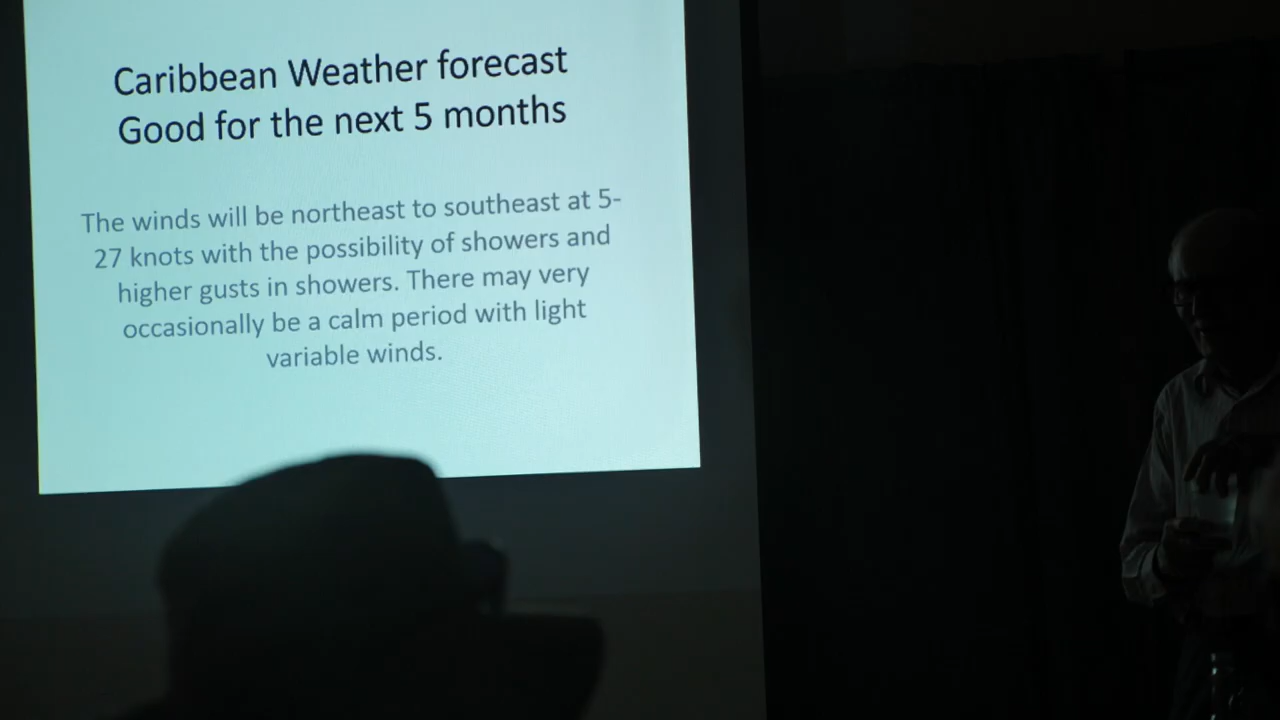 Caribbean Weather forecast
Good for the next 5 months
The winds will be northeast to southeast at 5-
27 knots with the possibility of showers and
higher gusts in showers. There may very
occasionally be a calm period with light
variable winds.